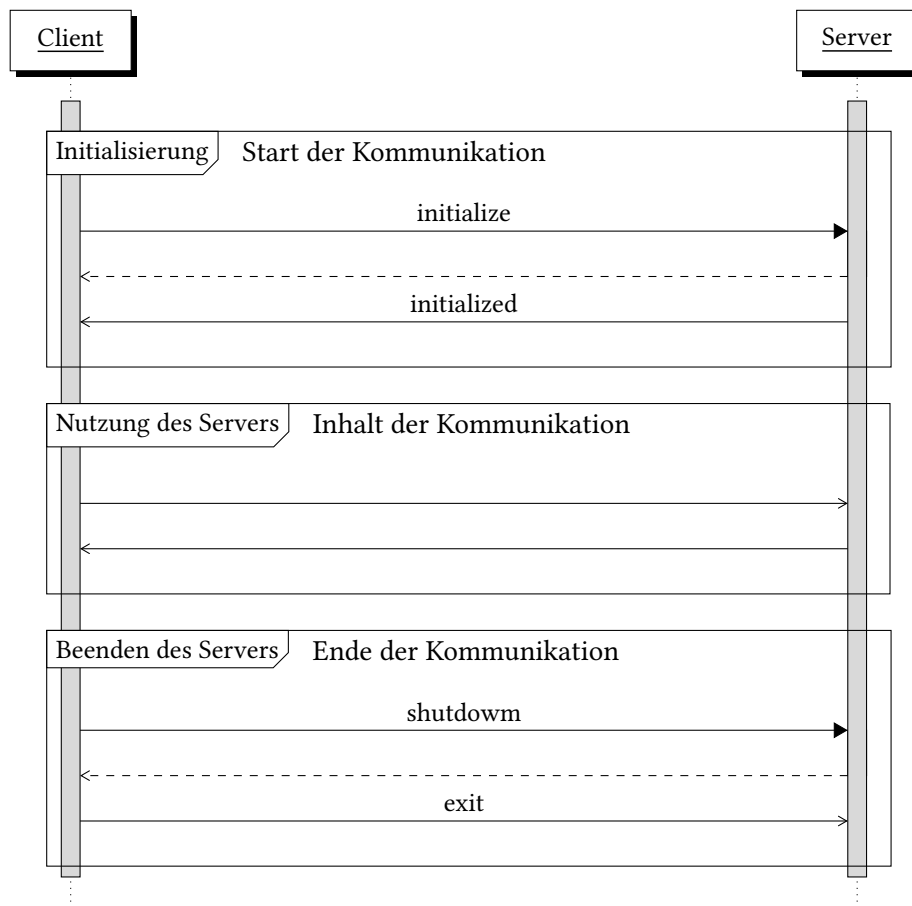 Client
Server
Initialisierung
Start der Kommunikation
initialize
initialized
Nutzung des Servers
Inhalt der Kommunikation
Beenden des Servers
Ende der Kommunikation
shutdowm
exit